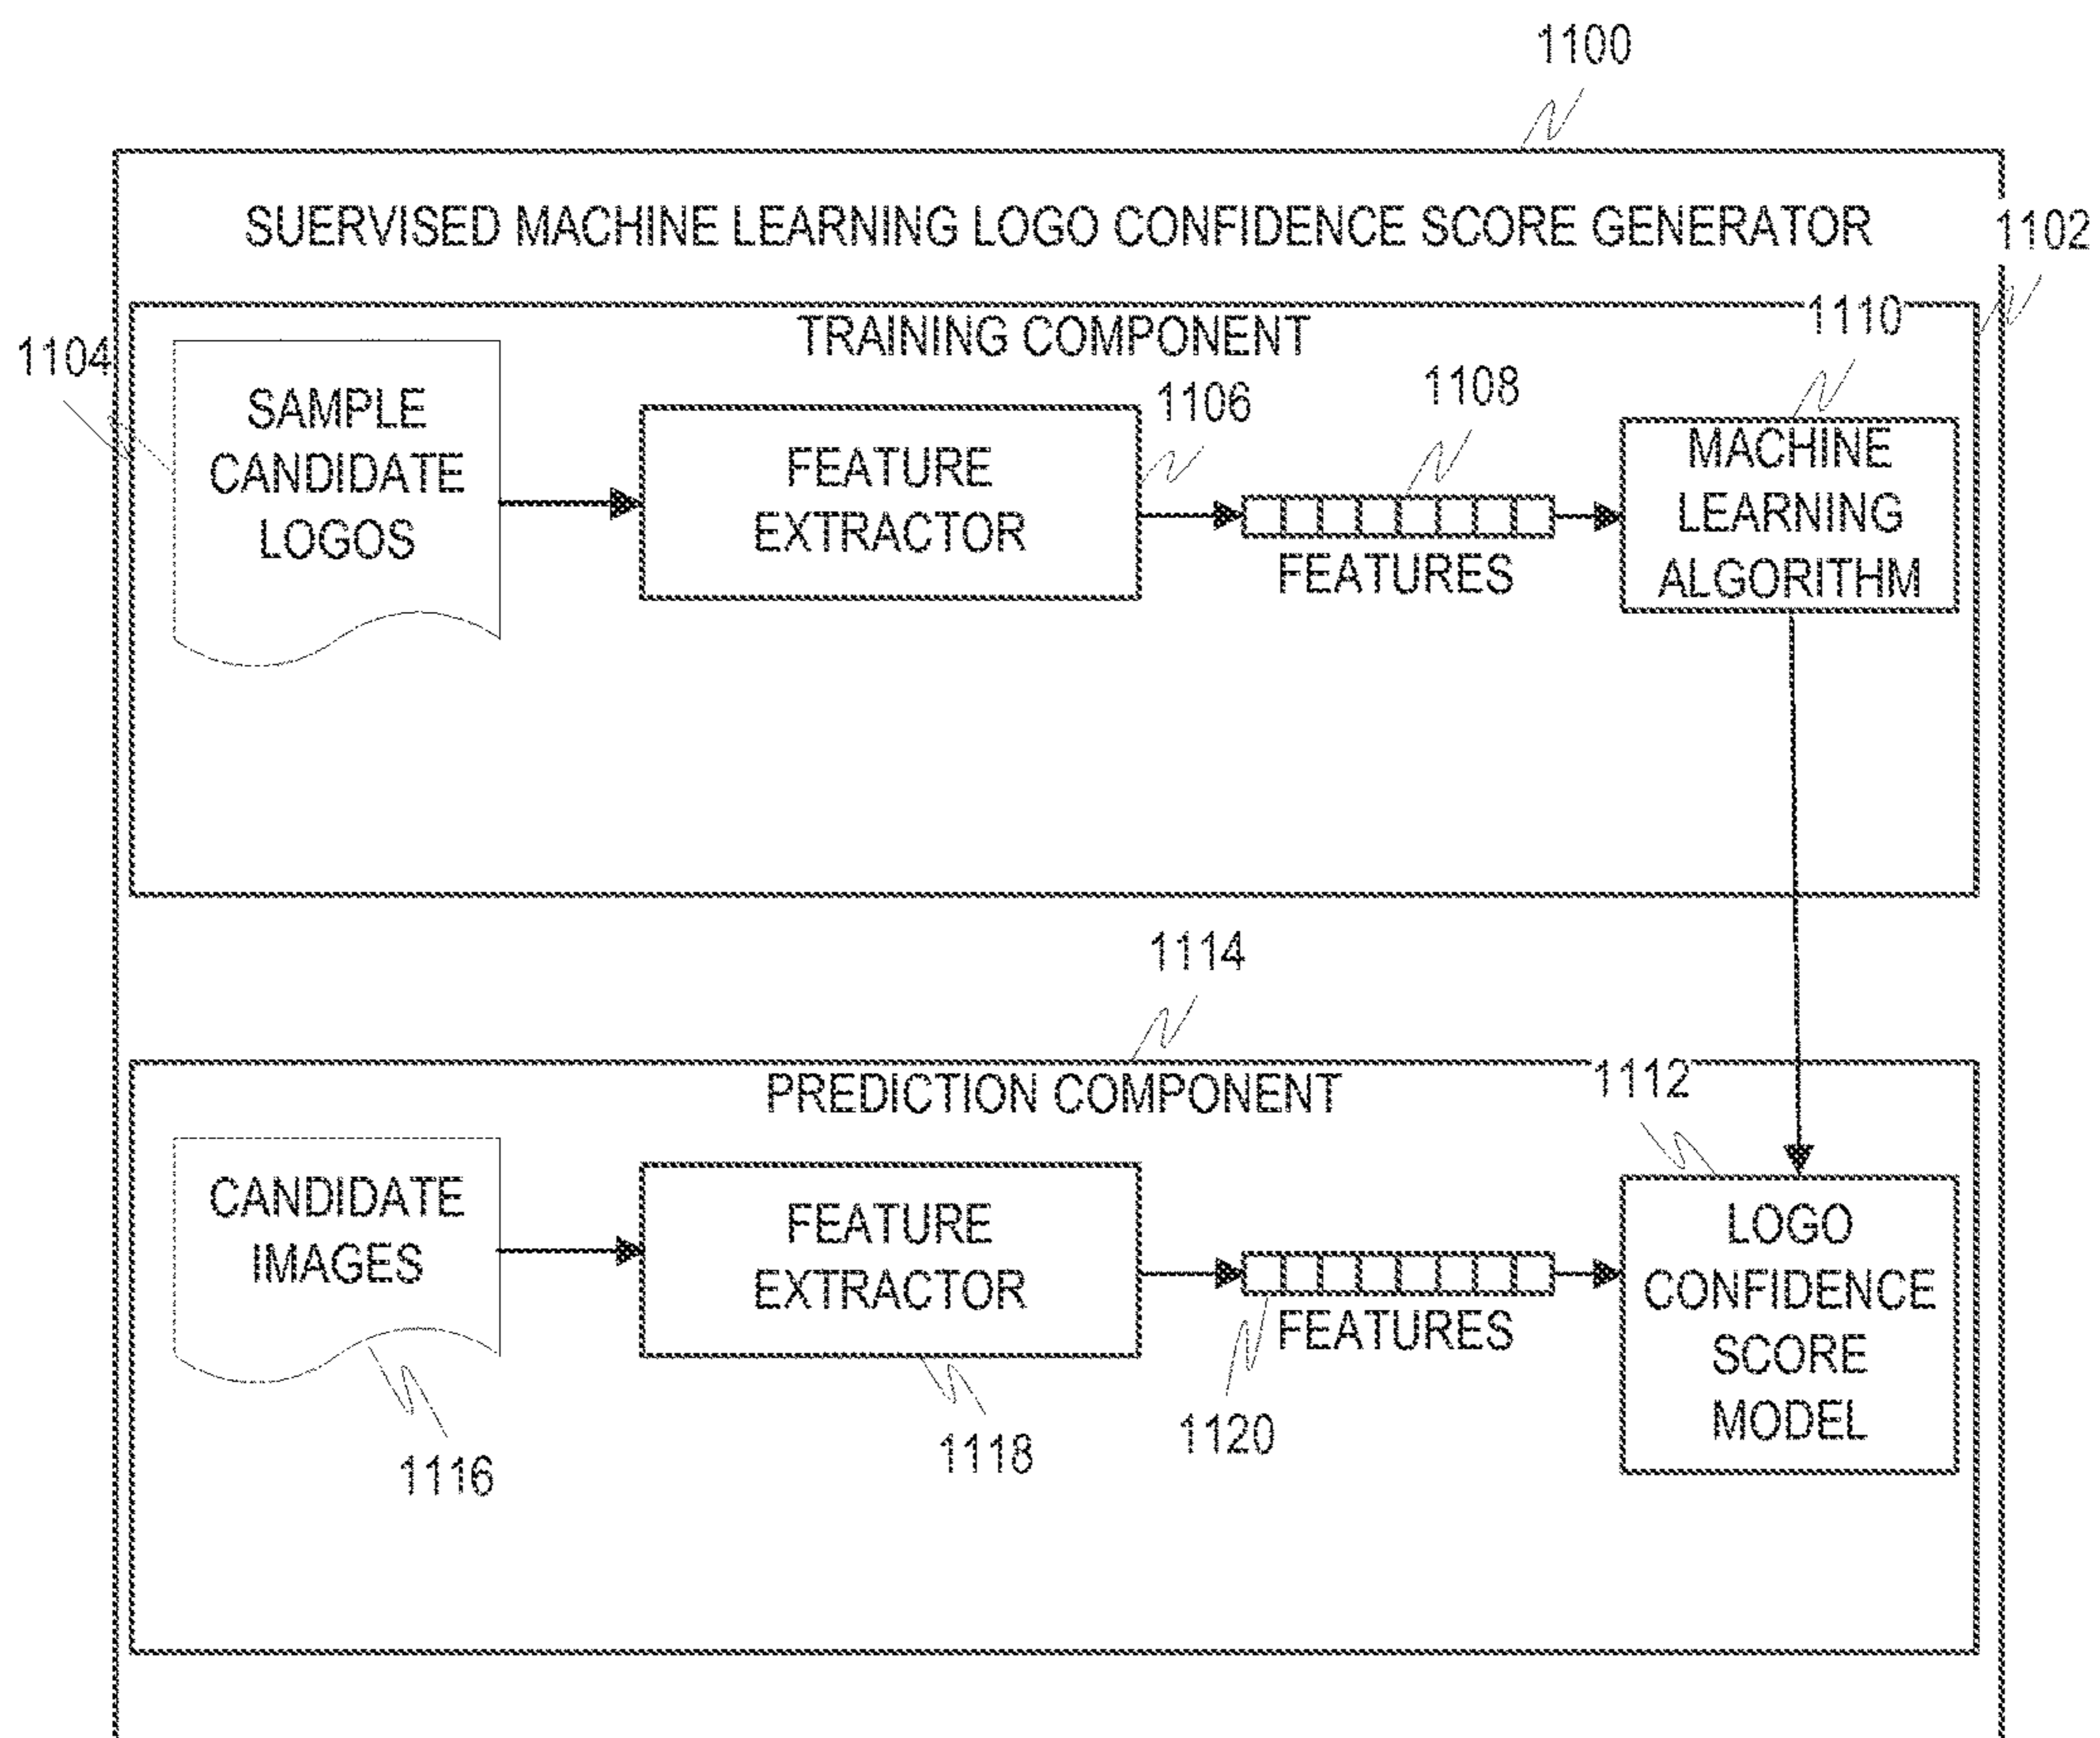 1100
SUERVISED MACHINE LEARNING LOGO CONFIDENCE SCORE GENERATOR
1102
TRAINING COMPONENT
1110
1104
SAMPLE
CANDIDATE
LOGOS
FEATURE
EXTRACTOR
1106
1108
FEATURES
MACHINE
LEARNING
ALGORITHM
1114
PREDICTION COMPONENT
1112
CANDIDATE
IMAGES
1116
FEATURE
EXTRACTOR
1118
FEATURES
1120
LOGO
CONFIDENCE
SCORE
MODEL